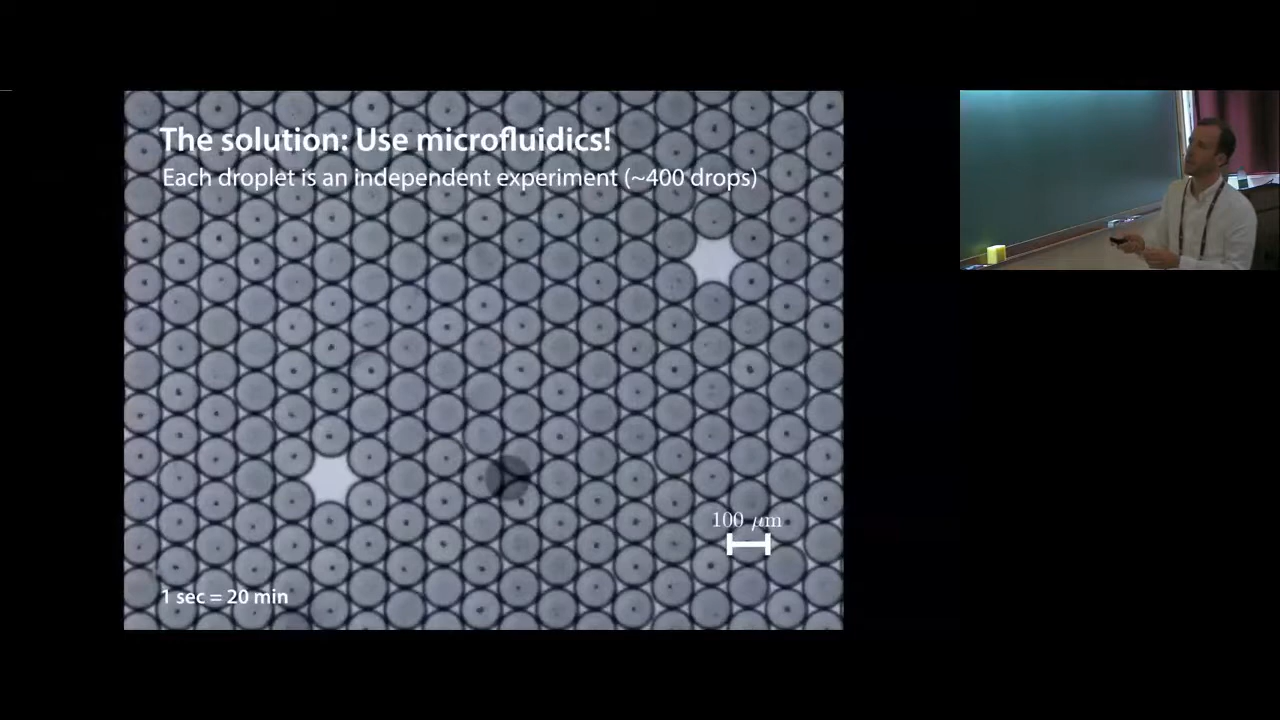 The solution: Use microfluidics!
Each droplet is an independent experiment (~400 drops)
100 μm
1 sec = 20 min